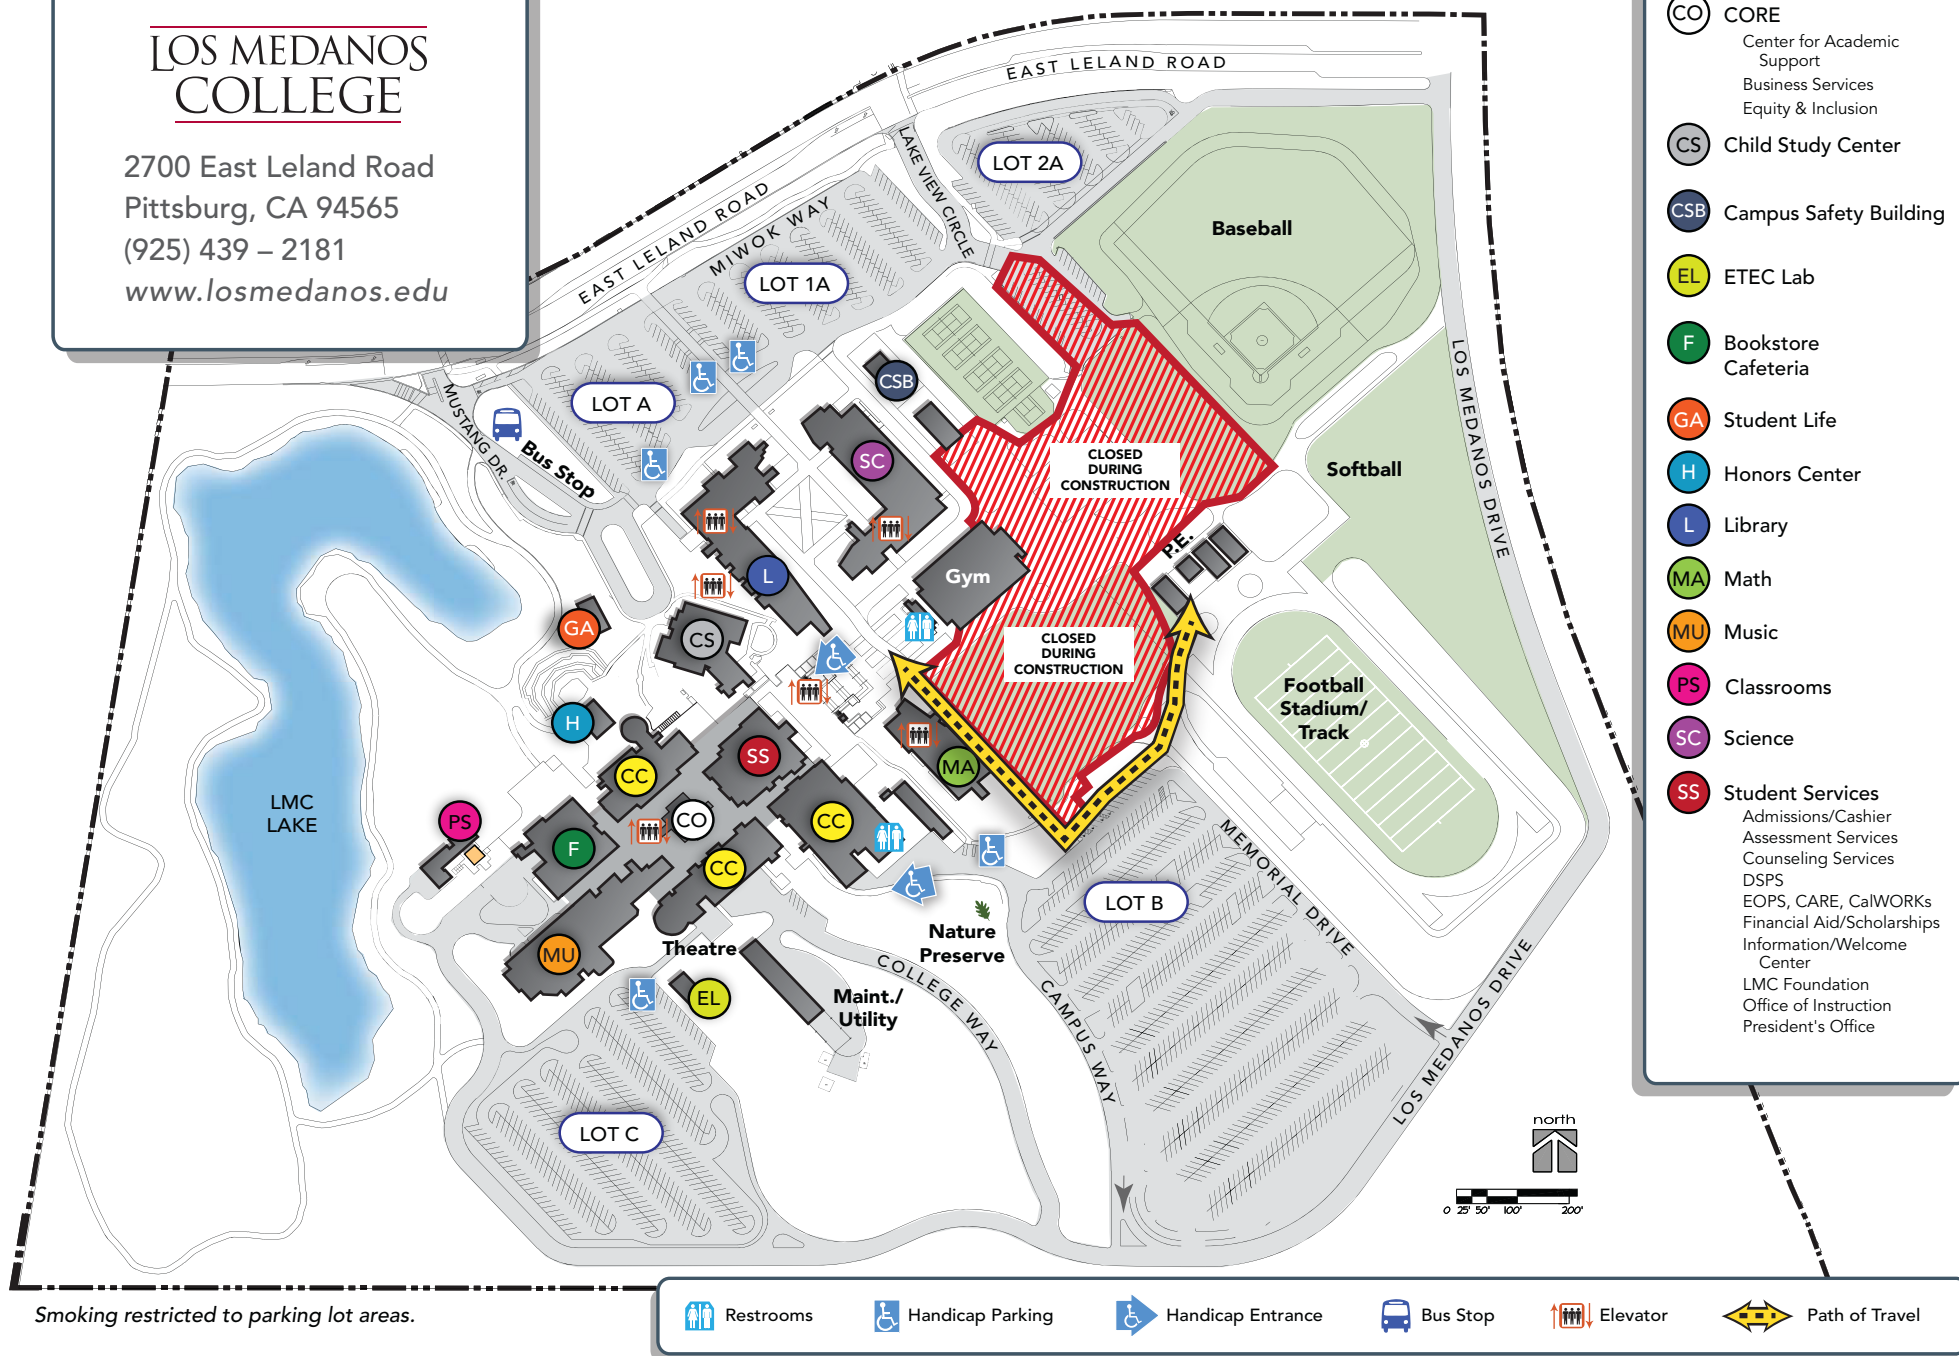 LOS MEDANOS
COLLEGE
2700 East Leland Road
Pittsburg, CA 94565
(925) 439 – 2181
www.losmedanos.edu
EAST LELAND ROAD
LAKE VIEW CIRCLE
LOT 2A
EAST LELAND ROAD
MIWOK WAY
LOT 1A
Baseball
LOT A
CSB
MUSTANG DR.
Bus Stop
SC
CLOSED
DURING
CONSTRUCTION
Softball
LOS MEDANOS DRIVE
P.E.
L
Gym
GA
CS
CLOSED
DURING
CONSTRUCTION
Football
Stadium/
Track
H
SS
CC
MA
LMC
LAKE
PS
CO
CC
F
CC
MEMORIAL DRIVE
LOT B
Nature
Preserve
Theatre
MU
EL
Maint./
Utility
COLLEGE WAY
CAMPUS WAY
LOS MEDANOS DRIVE
LOT C
north
0 25' 50' 100' 200'
CO CORE
Center for Academic
Support
Business Services
Equity & Inclusion
CS Child Study Center
CSB Campus Safety Building
EL ETEC Lab
F Bookstore
Cafeteria
GA Student Life
H Honors Center
L Library
MA Math
MU Music
PS Classrooms
SC Science
SS Student Services
Admissions/Cashier
Assessment Services
Counseling Services
DSPS
EOPS, CARE, CalWORKs
Financial Aid/Scholarships
Information/Welcome
Center
LMC Foundation
Office of Instruction
President's Office
Smoking restricted to parking lot areas.
Restrooms
Handicap Parking
Handicap Entrance
Bus Stop
Elevator
Path of Travel